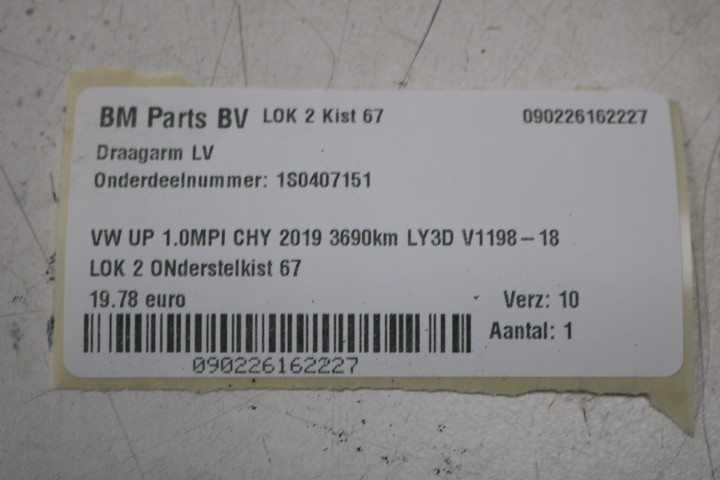 BM Parts BV LOK 2 Kist 67 090226162227
Draagarm LV
Onderdeelnummer: 1S0407151
VW UP 1.0MPI CHY 2019 3690km LY3D V1198-18
LOK 2 ONderstelkist 67
19.78 euro Verz: 10
Aantal: 1
090226162227